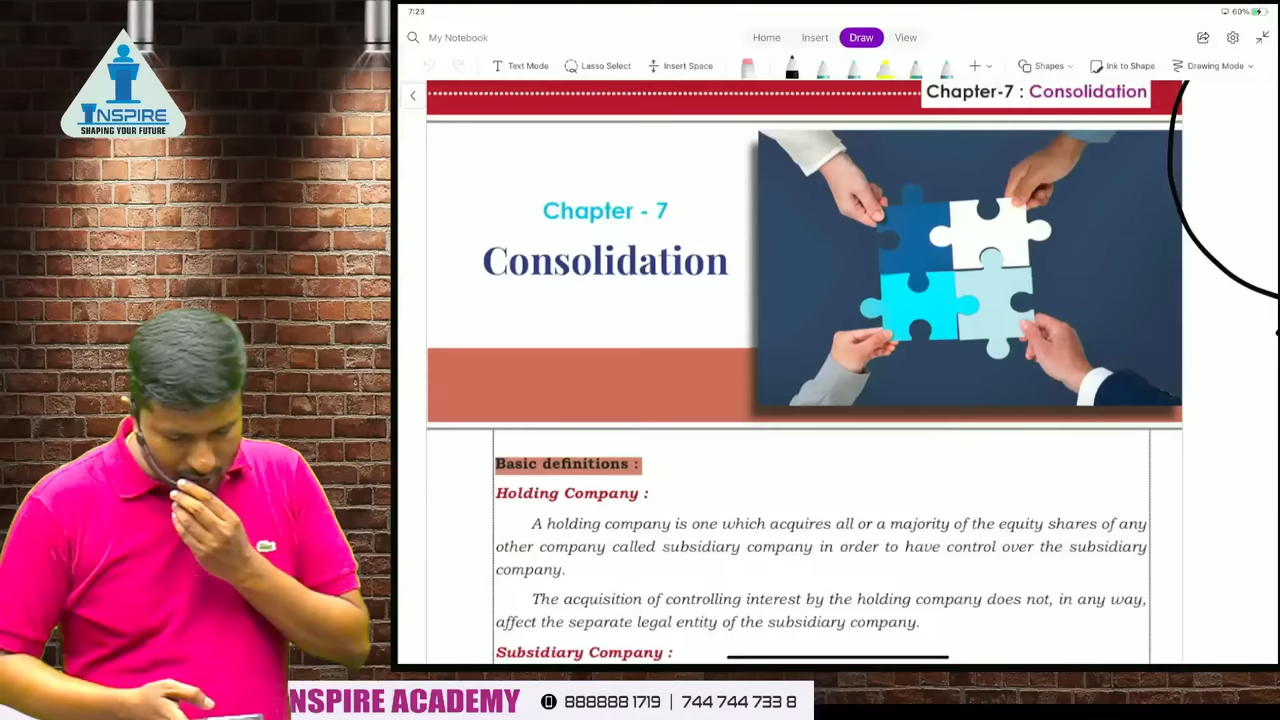 7:23
60%
My Notebook
Home
Insert
Draw
View
Text Mode
Lasso Select
Insert Space
Shapes
Ink to Shape
Drawing Mode
INSPIRE
SHAPING YOUR FUTURE
Chapter-7 : Consolidation
Chapter - 7
Consolidation
Basic definitions :
Holding Company :
A holding company is one which acquires all or a majority of the equity shares of any
other company called subsidiary company in order to have control over the subsidiary
company.
The acquisition of controlling interest by the holding company does not, in any way,
affect the separate legal entity of the subsidiary company.
Subsidiary Company :
NSPIRE ACADEMY
888888 1719 | 744 744 733 8